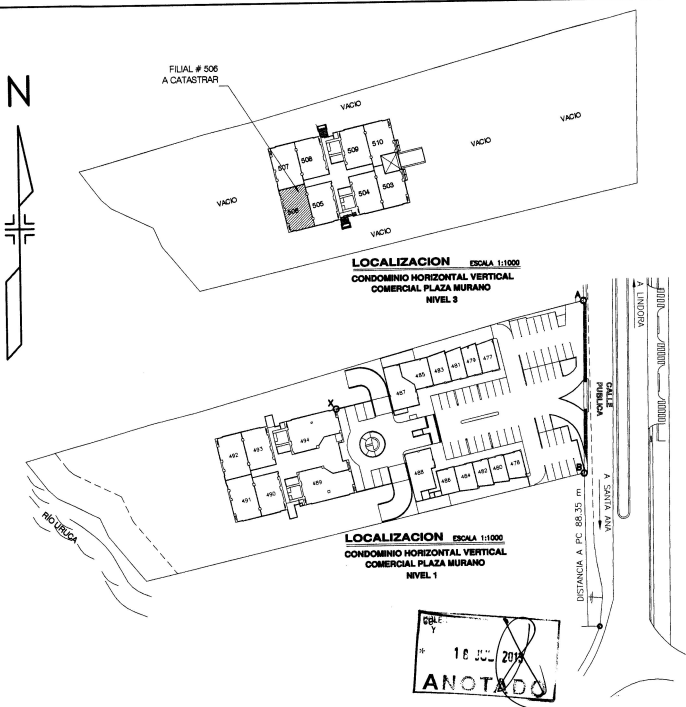 N
FILIAL # 506
A CATASTRAR
VACIO
VACIO
VACIO
VACIO
VACIO
507
508
509
510
506
505
504
503
LOCALIZACION ESCALA 1:1000
CONDOMINIO HORIZONTAL VERTICAL
COMERCIAL PLAZA MURANO
NIVEL 3
A
A LINDORA
CALLE
PUBLICA
A SANTA ANA
B
DISTANCIA A PC 88.35 m
X
487
485
483
481
479
477
492
493
494
491
490
489
488
486
484
482
480
478
RIO URUCA
LOCALIZACION ESCALA 1:1000
CONDOMINIO HORIZONTAL VERTICAL
COMERCIAL PLAZA MURANO
NIVEL 1
Y
* 16 JUL 2015
ANOTADO